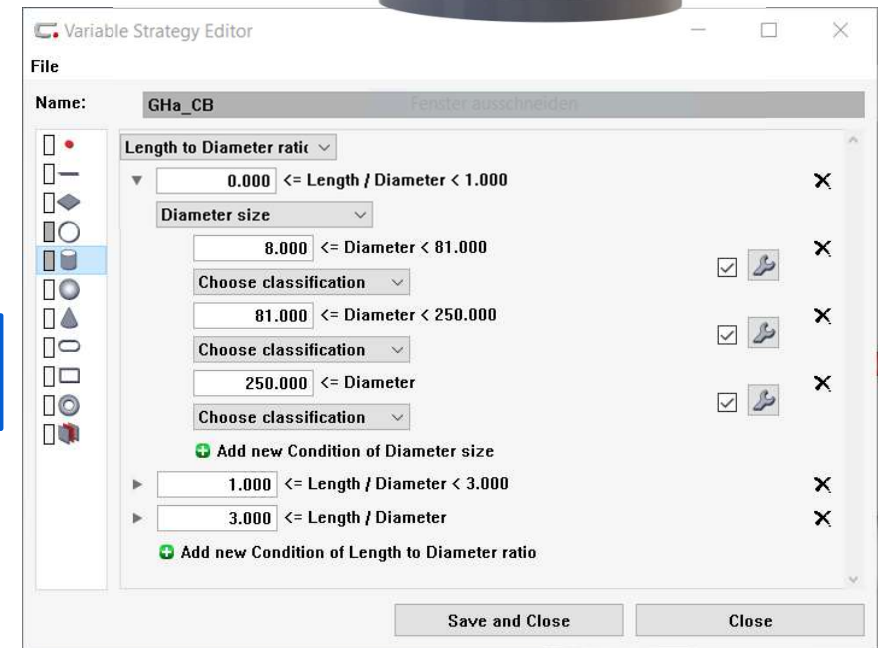 Variable Strategy Editor
File
Name: GHa_CB Fenster ausschneiden
Length to Diameter ratic
0.000 <= Length / Diameter < 1.000
Diameter size
8.000 <= Diameter < 81.000
Choose classification
81.000 <= Diameter < 250.000
Choose classification
250.000 <= Diameter
Choose classification
Add new Condition of Diameter size
1.000 <= Length / Diameter < 3.000
3.000 <= Length / Diameter
Add new Condition of Length to Diameter ratio
Save and Close Close